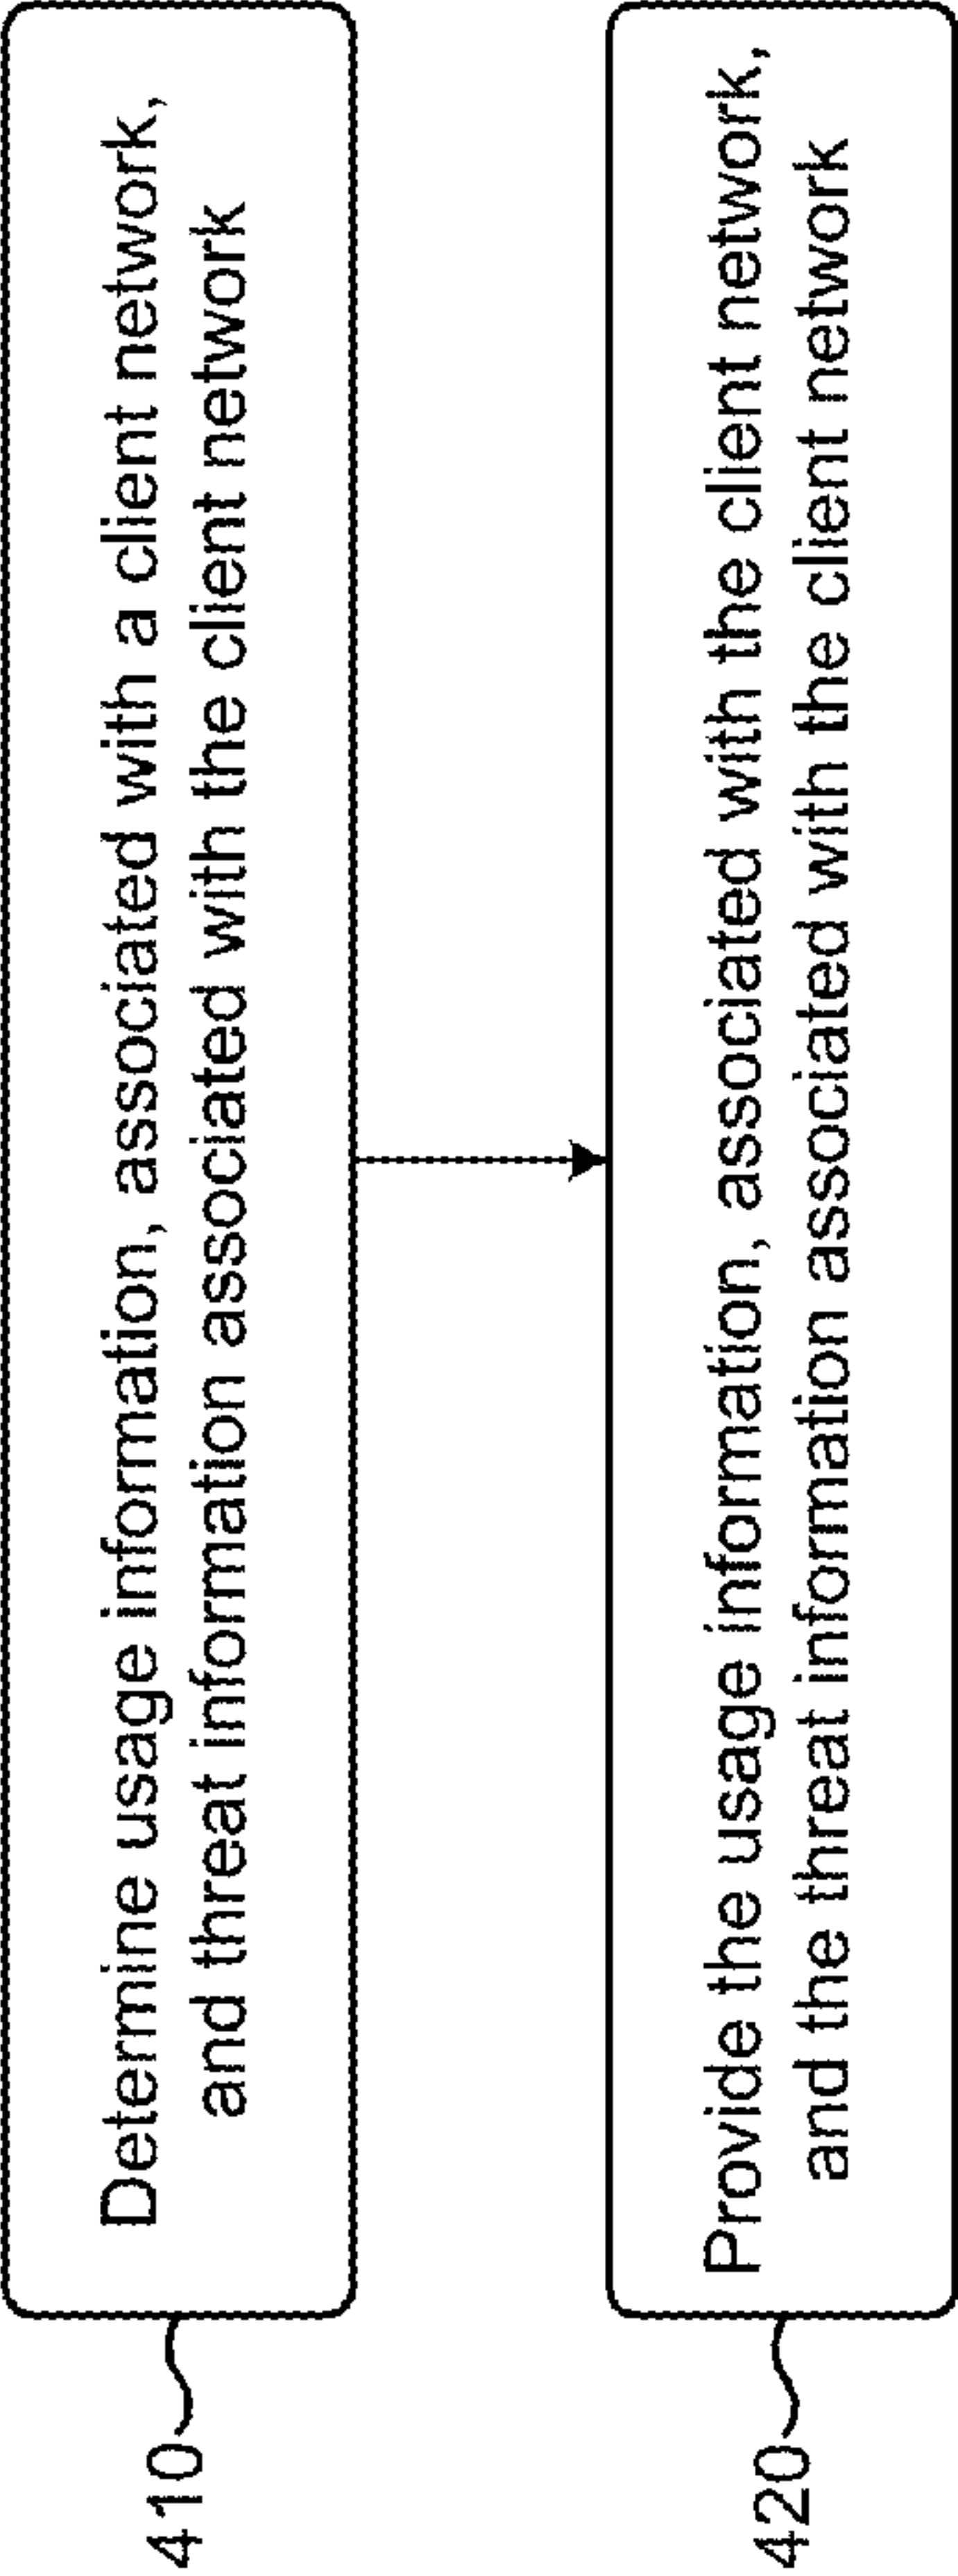 410
Determine usage information, associated with a client network,
and threat information associated with the client network
420
Provide the usage information, associated with the client network,
and the threat information associated with the client network